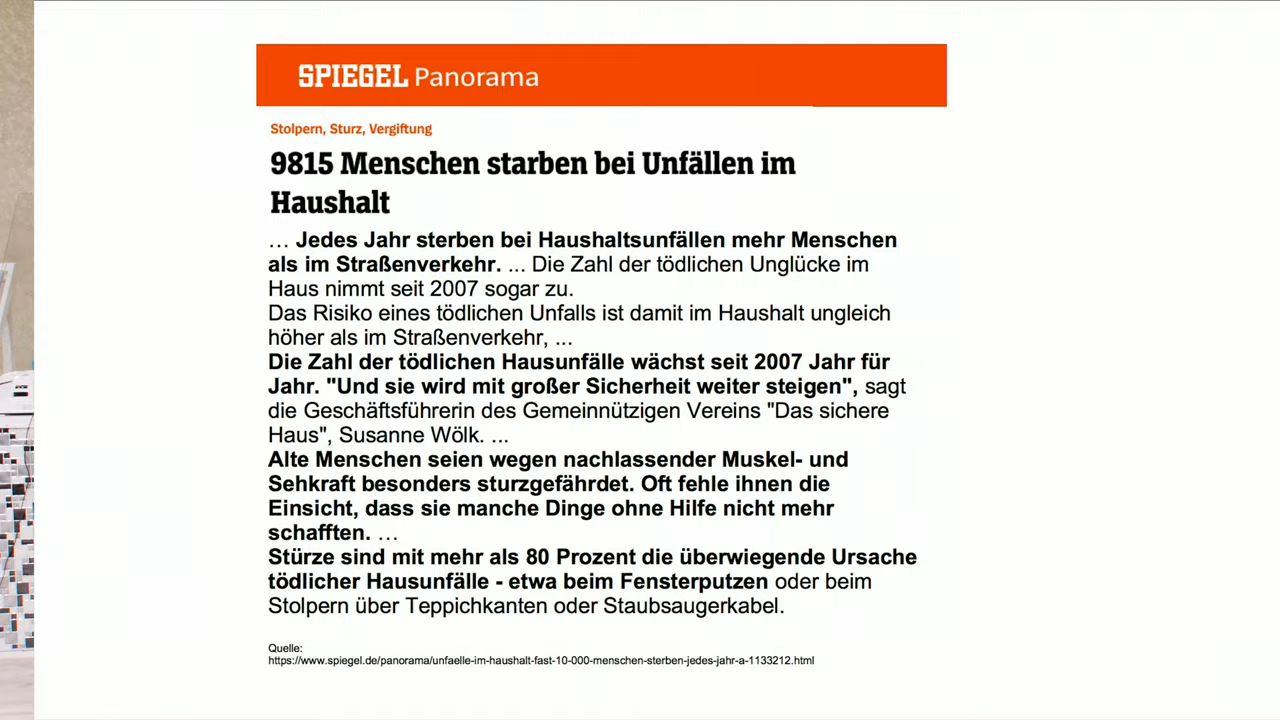 SPIEGEL Panorama
Stolpern, Sturz, Vergiftung
9815 Menschen starben bei Unfällen im
Haushalt
... Jedes Jahr sterben bei Haushaltsunfällen mehr Menschen
als im Straßenverkehr. ... Die Zahl der tödlichen Unglücke im
Haus nimmt seit 2007 sogar zu.
Das Risiko eines tödlichen Unfalls ist damit im Haushalt ungleich
höher als im Straßenverkehr, ...
Die Zahl der tödlichen Hausunfälle wächst seit 2007 Jahr für
Jahr. "Und sie wird mit großer Sicherheit weiter steigen", sagt
die Geschäftsführerin des Gemeinnützigen Vereins "Das sichere
Haus", Susanne Wölk. ...
Alte Menschen seien wegen nachlassender Muskel- und
Sehkraft besonders sturzgefährdet. Oft fehle ihnen die
Einsicht, dass sie manche Dinge ohne Hilfe nicht mehr
schafften. ...
Stürze sind mit mehr als 80 Prozent die überwiegende Ursache
tödlicher Hausunfälle - etwa beim Fensterputzen oder beim
Stolpern über Teppichkanten oder Staubsaugerkabel.
Quelle:
https://www.spiegel.de/panorama/unfaelle-im-haushalt-fast-10-000-menschen-sterben-jedes-jahr-a-1133212.html